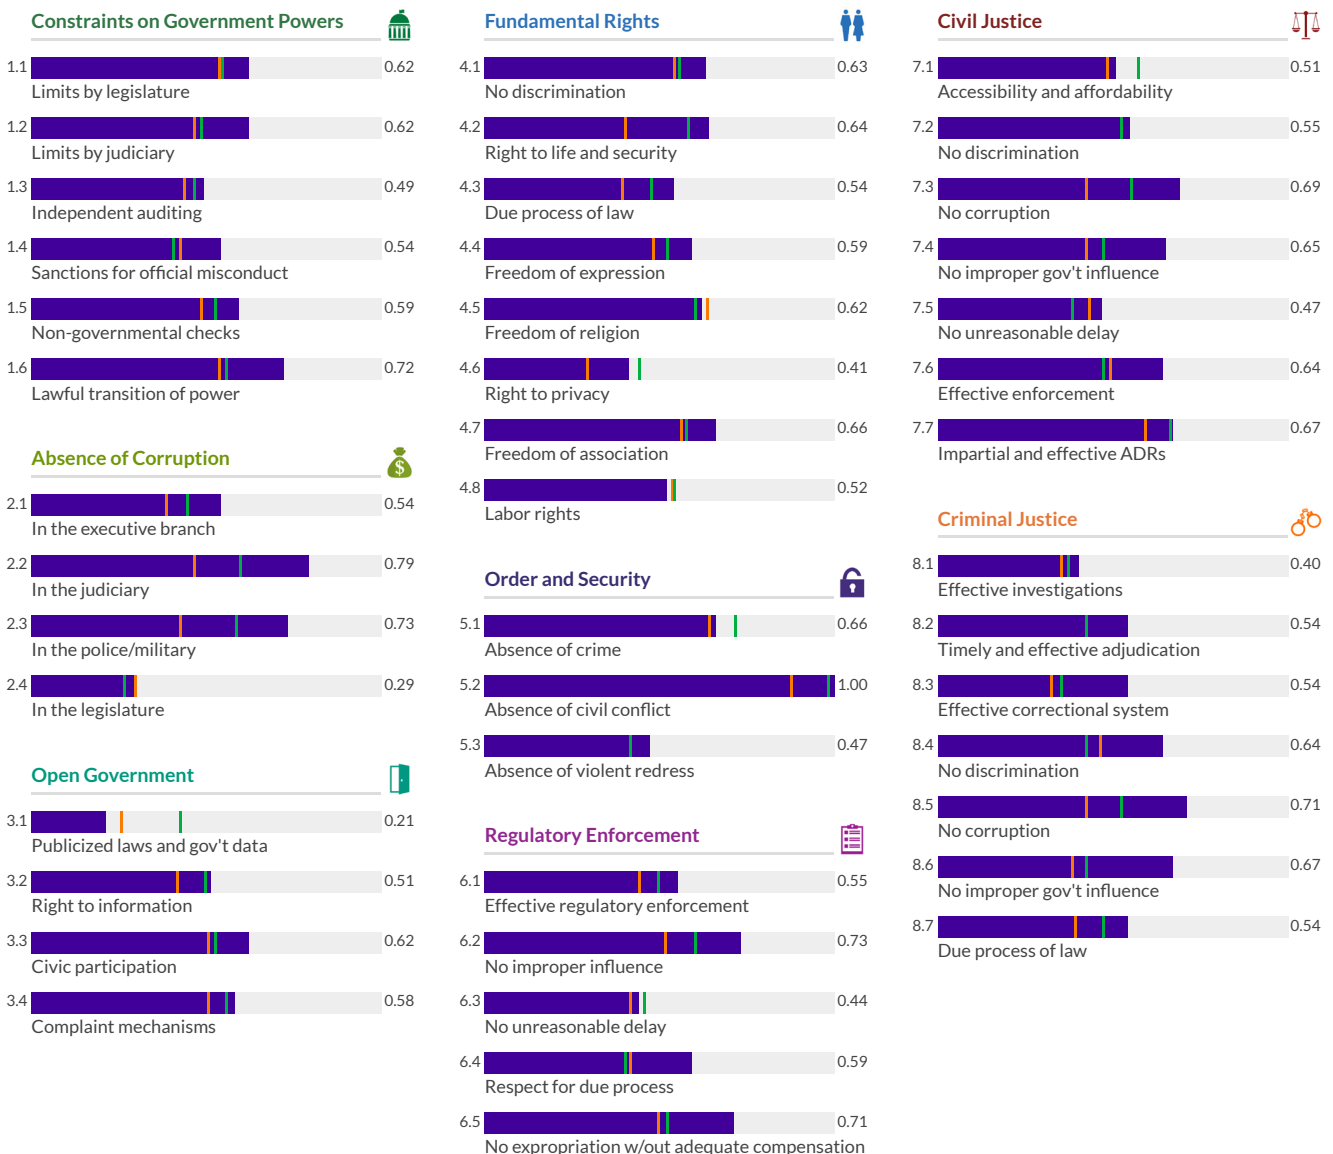 Constraints on Government Powers
1.1 0.62
Limits by legislature
1.2 0.62
Limits by judiciary
1.3 0.49
Independent auditing
1.4 0.54
Sanctions for official misconduct
1.5 0.59
Non-governmental checks
1.6 0.72
Lawful transition of power
Absence of Corruption
$
2.1 0.54
In the executive branch
2.2 0.79
In the judiciary
2.3 0.73
In the police/military
2.4 0.29
In the legislature
Open Government
3.1 0.21
Publicized laws and gov't data
3.2 0.51
Right to information
3.3 0.62
Civic participation
3.4 0.58
Complaint mechanisms
Fundamental Rights
4.1 0.63
No discrimination
4.2 0.64
Right to life and security
4.3 0.54
Due process of law
4.4 0.59
Freedom of expression
4.5 0.62
Freedom of religion
4.6 0.41
Right to privacy
4.7 0.66
Freedom of association
4.8 0.52
Labor rights
Order and Security
5.1 0.66
Absence of crime
5.2 1.00
Absence of civil conflict
5.3 0.47
Absence of violent redress
Regulatory Enforcement
6.1 0.55
Effective regulatory enforcement
6.2 0.73
No improper influence
6.3 0.44
No unreasonable delay
6.4 0.59
Respect for due process
6.5 0.71
No expropriation w/out adequate compensation
Civil Justice
7.1 0.51
Accessibility and affordability
7.2 0.55
No discrimination
7.3 0.69
No corruption
7.4 0.65
No improper gov't influence
7.5 0.47
No unreasonable delay
7.6 0.64
Effective enforcement
7.7 0.67
Impartial and effective ADRs
Criminal Justice
8.1 0.40
Effective investigations
8.2 0.54
Timely and effective adjudication
8.3 0.54
Effective correctional system
8.4 0.64
No discrimination
8.5 0.71
No corruption
8.6 0.67
No improper gov't influence
8.7 0.54
Due process of law